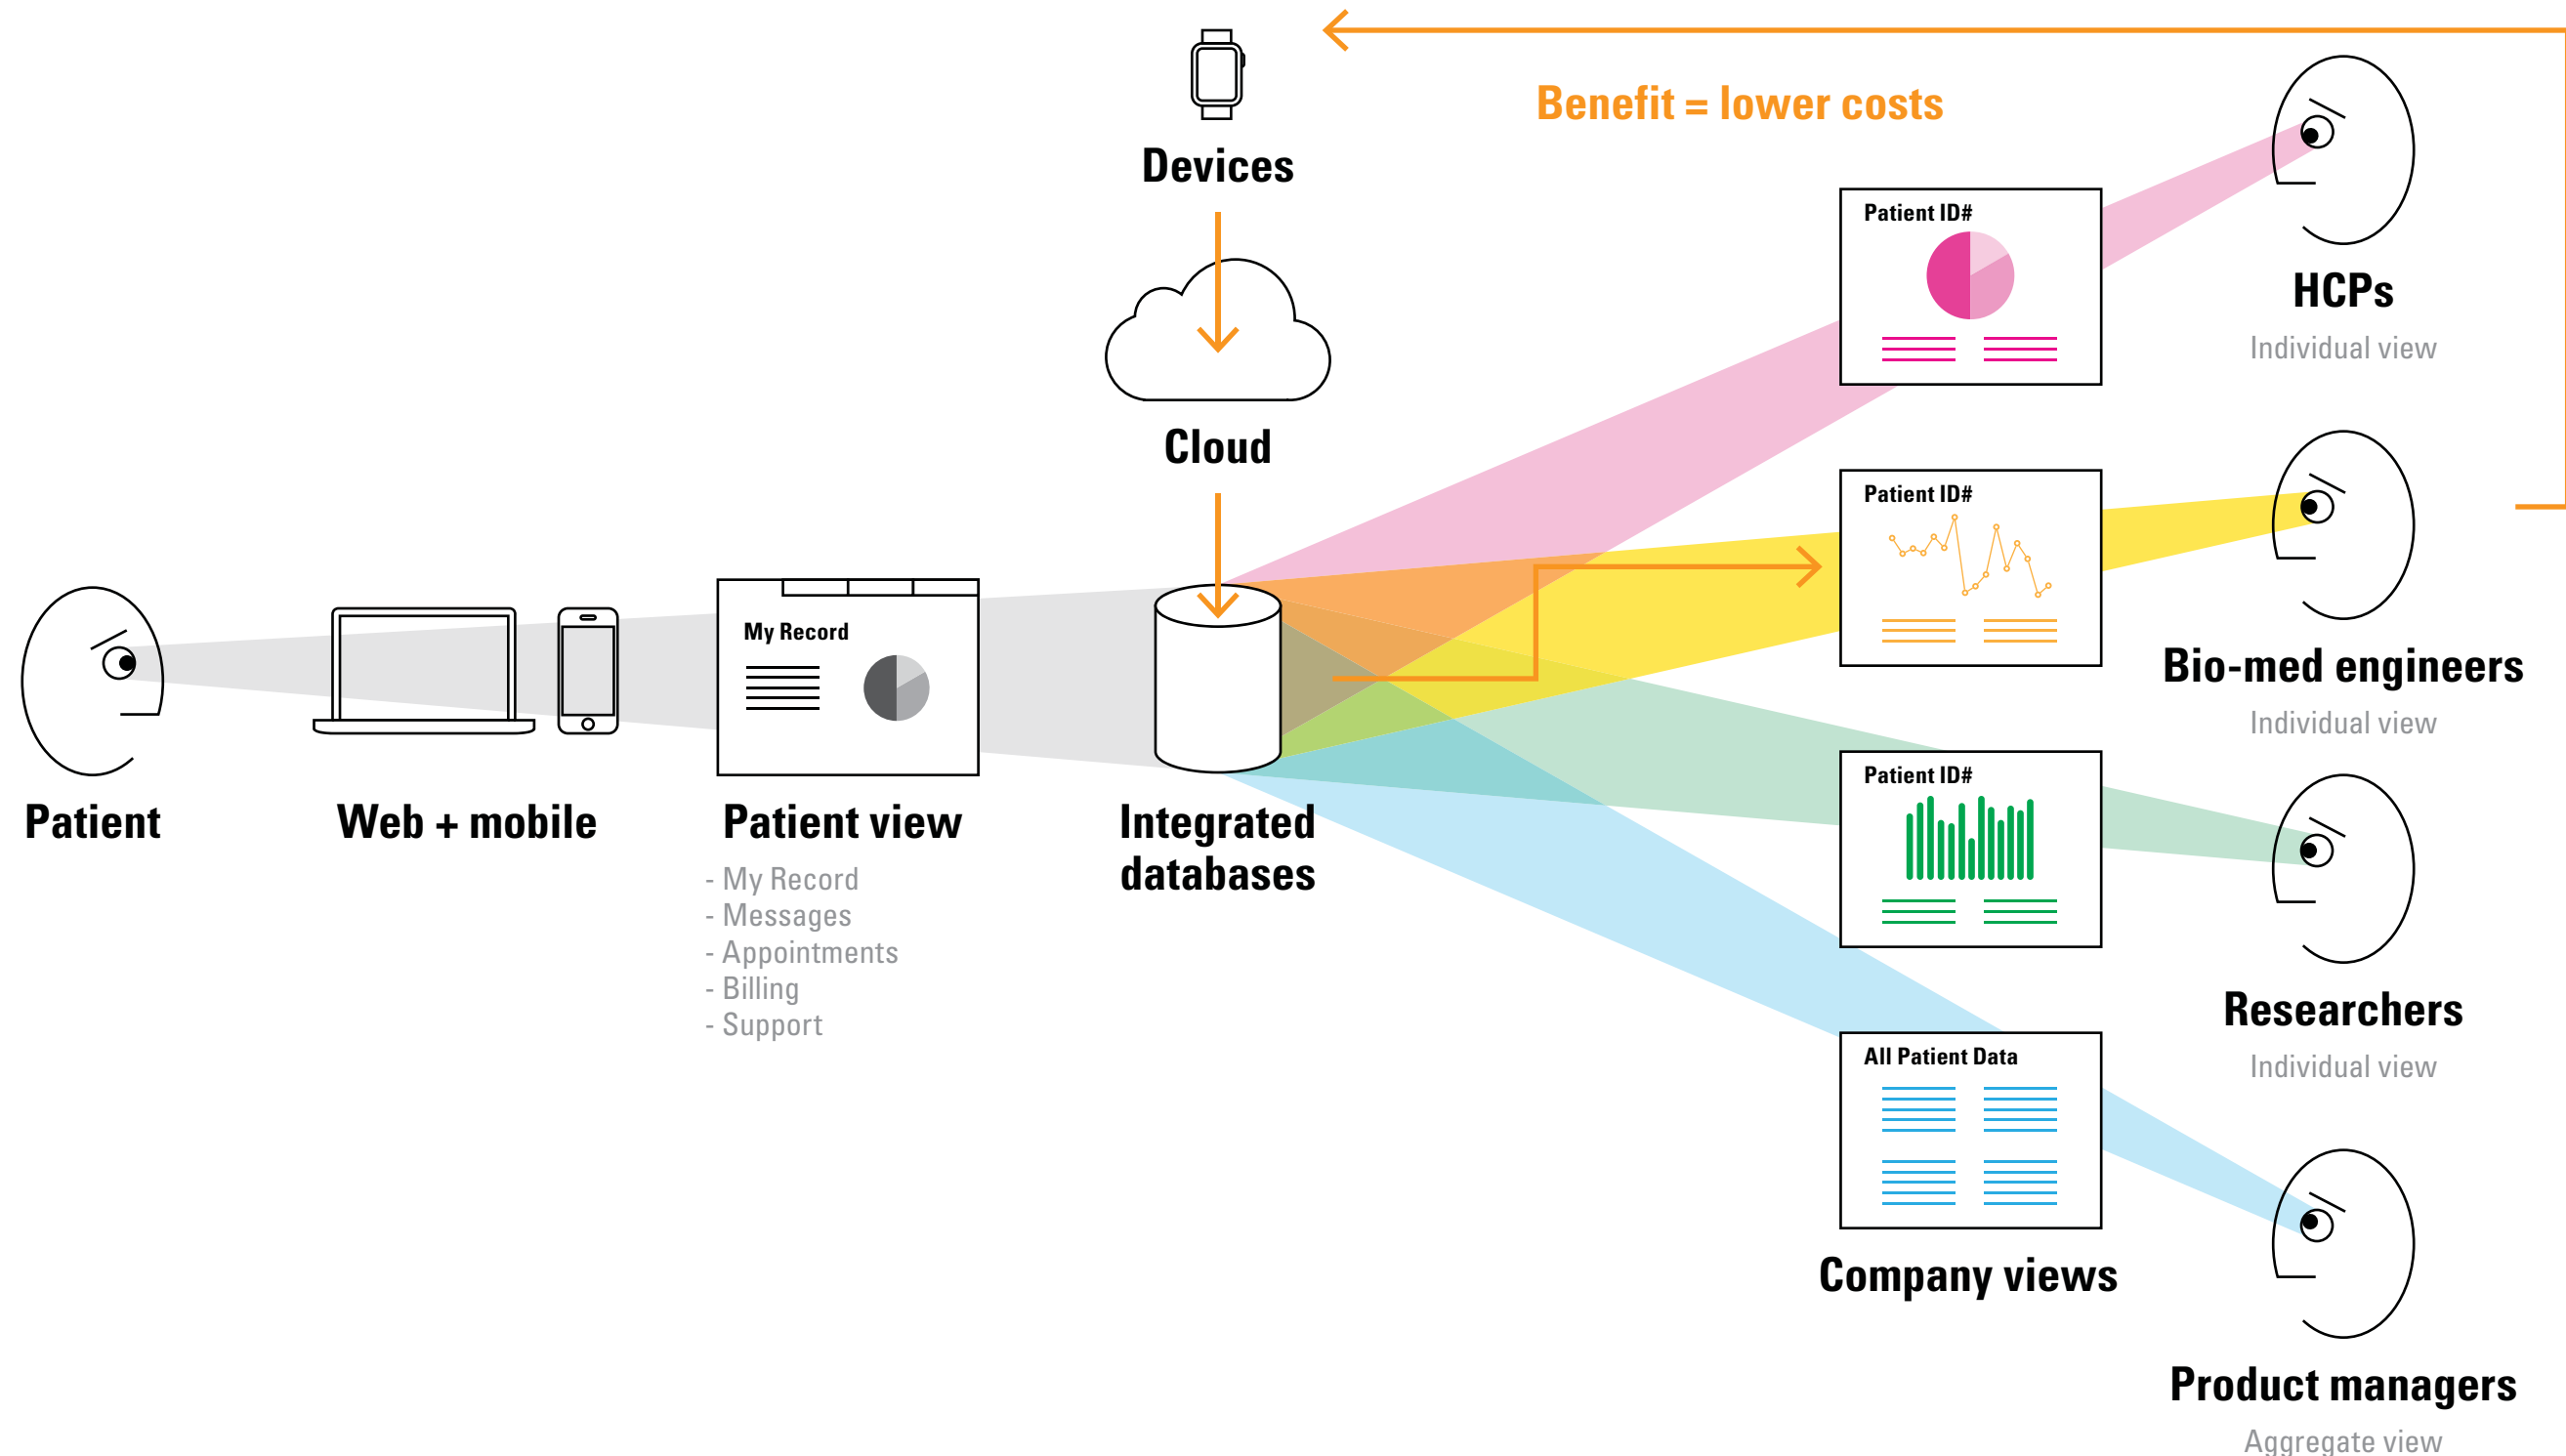 Devices
Benefit = lower costs
Cloud
Patient ID#
HCPs
Individual view
Patient ID#
Bio-med engineers
Individual view
My Record
Patient
Web + mobile
Patient view
- My Record
- Messages
- Appointments
- Billing
- Support
Integrated
databases
Patient ID#
Researchers
Individual view
All Patient Data
Company views
Product managers
Aggregate view